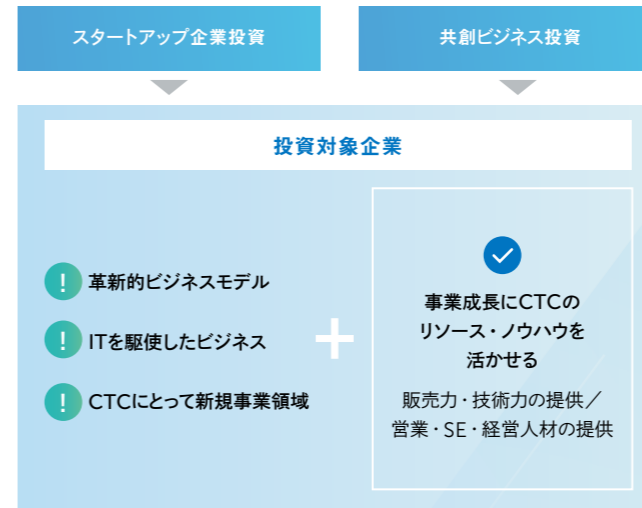 スタートアップ企業投資
共創ビジネス投資
投資対象企業
! 革新的ビジネスモデル
! ITを駆使したビジネス
! CTCにとって新規事業領域
+
事業成長にCTCの
リソース・ノウハウを
活かせる
販売力・技術力の提供／
営業・SE・経営人材の提供